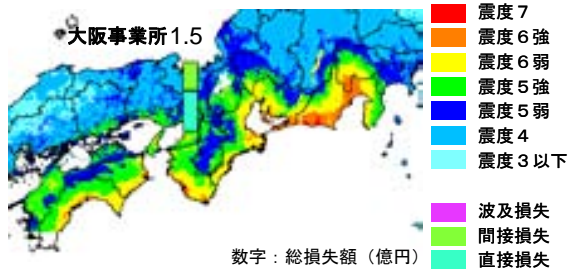 大阪事業所1.5
震度7
震度6強
震度6弱
震度5強
震度5弱
震度4
震度3以下
波及損失
間接損失
直接損失
数字:総損失額(億円)